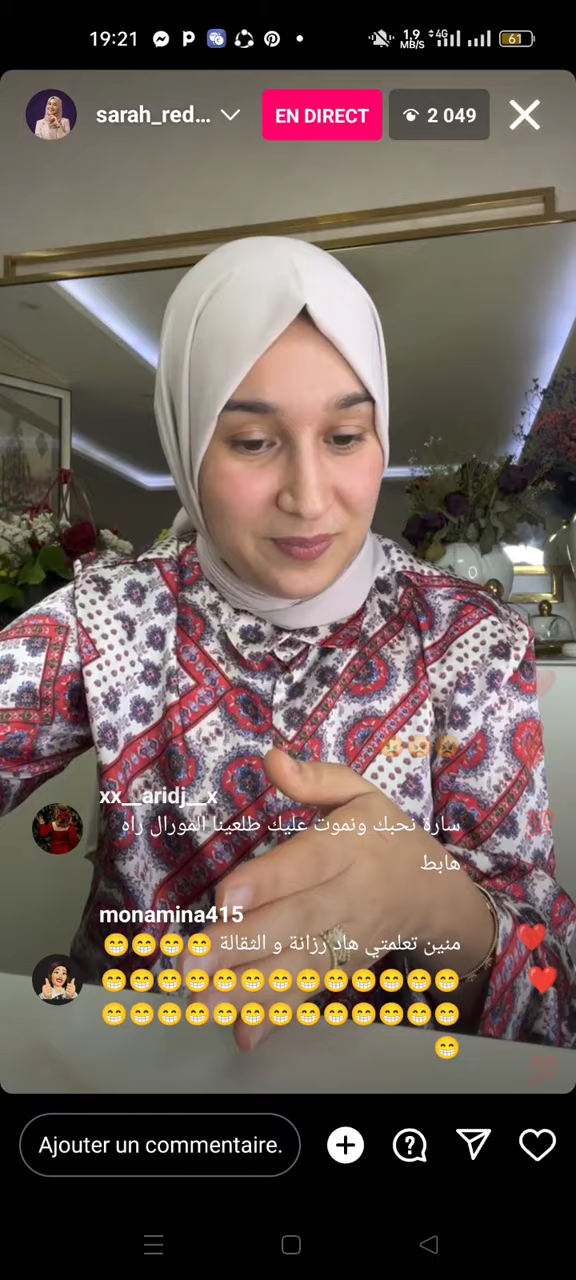 19:21
1,9
MB/S
4G
61
sarah_red...
EN DIRECT
2 049
xx__aridj__x
سارة نحبك ونموت عليك طلعينا المورال راه
هابط
monamina415
منين تعلمتي هاد رزانة و الثقالة 😁😁😁😁
😁😁😁😁😁😁😁😁😁😁😁😁😁
😁😁😁😁😁😁😁😁😁😁😁😁😁
😁
Ajouter un commentaire.